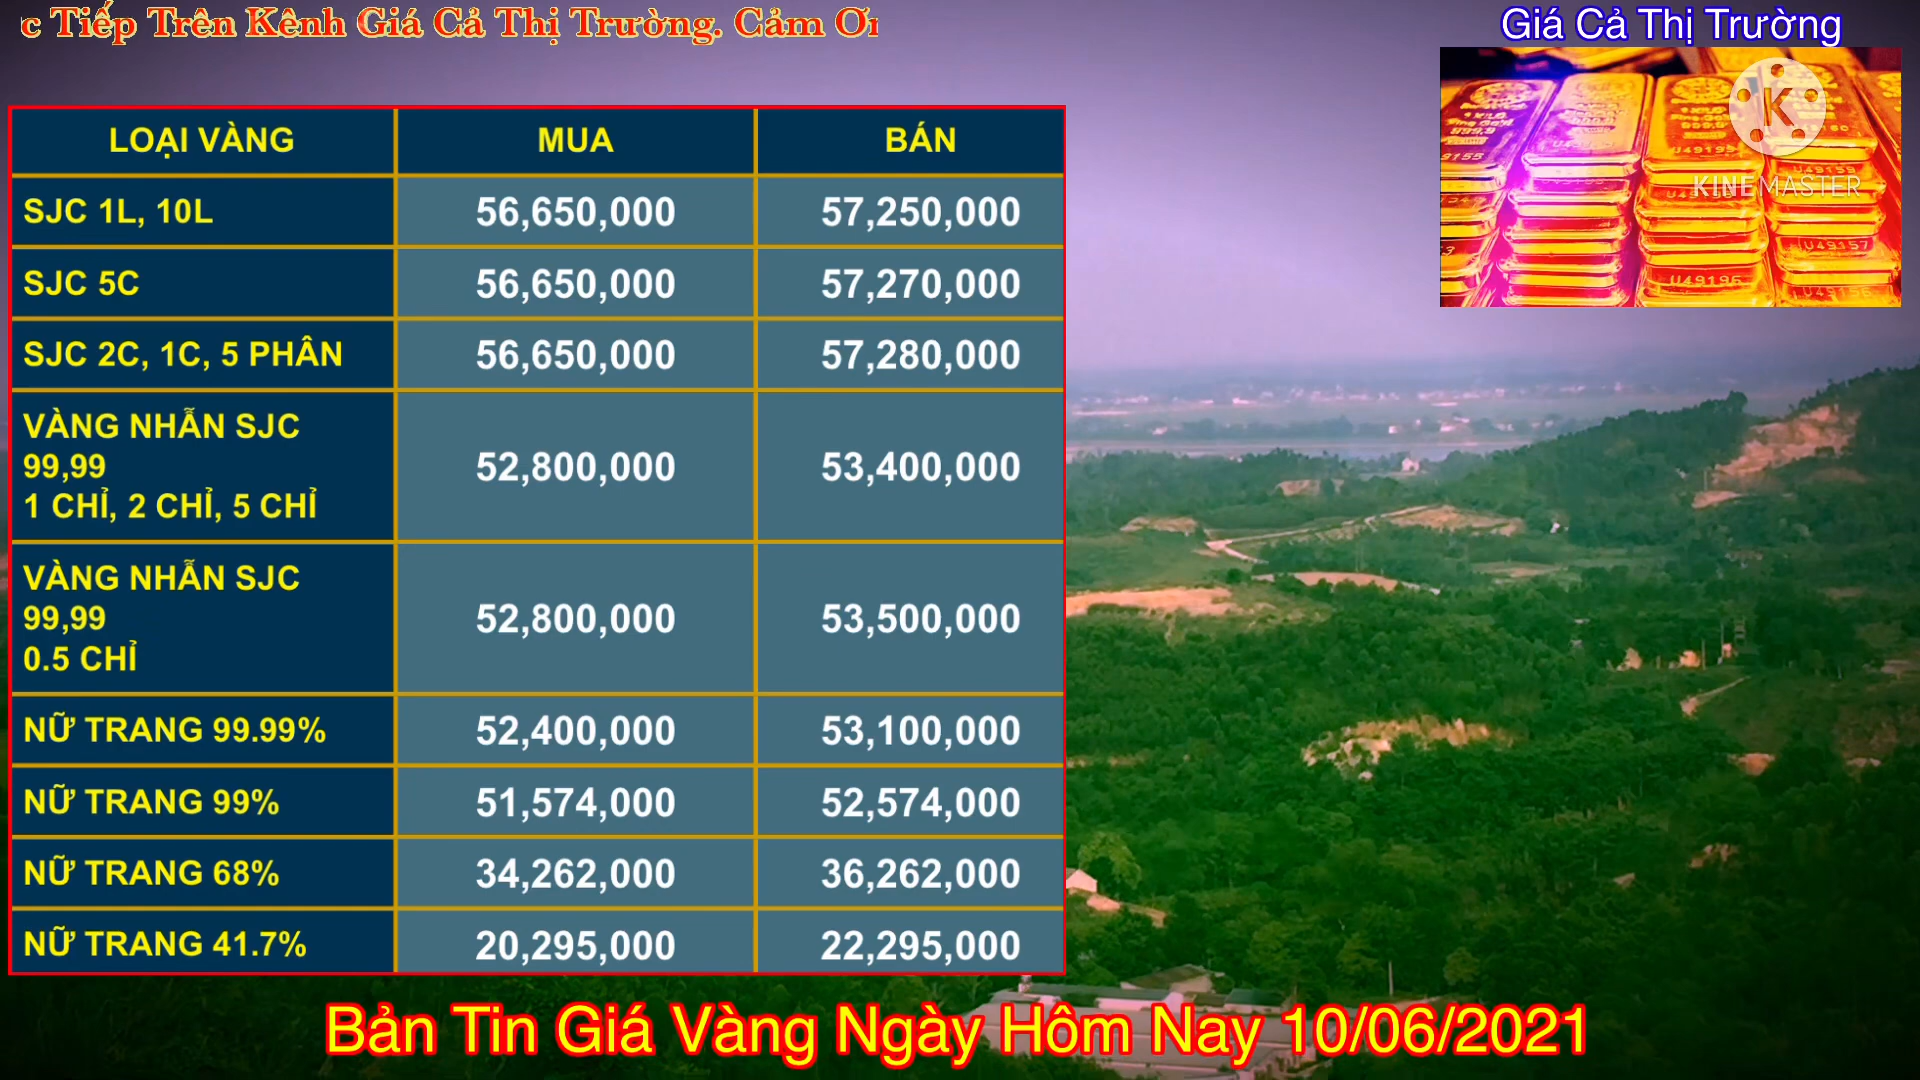 c Tiếp Trên Kênh Giá Cả Thị Trường. Cảm Ơn
Giá Cả Thị Trường
KINEMASTER
LOẠI VÀNG MUA BÁN
SJC 1L, 10L 56,650,000 57,250,000
SJC 5C 56,650,000 57,270,000
SJC 2C, 1C, 5 PHÂN 56,650,000 57,280,000
VÀNG NHẪN SJC
99,99
1 CHỈ, 2 CHỈ, 5 CHỈ 52,800,000 53,400,000
VÀNG NHẪN SJC
99,99
0.5 CHỈ 52,800,000 53,500,000
NỮ TRANG 99.99% 52,400,000 53,100,000
NỮ TRANG 99% 51,574,000 52,574,000
NỮ TRANG 68% 34,262,000 36,262,000
NỮ TRANG 41.7% 20,295,000 22,295,000
Bản Tin Giá Vàng Ngày Hôm Nay 10/06/2021